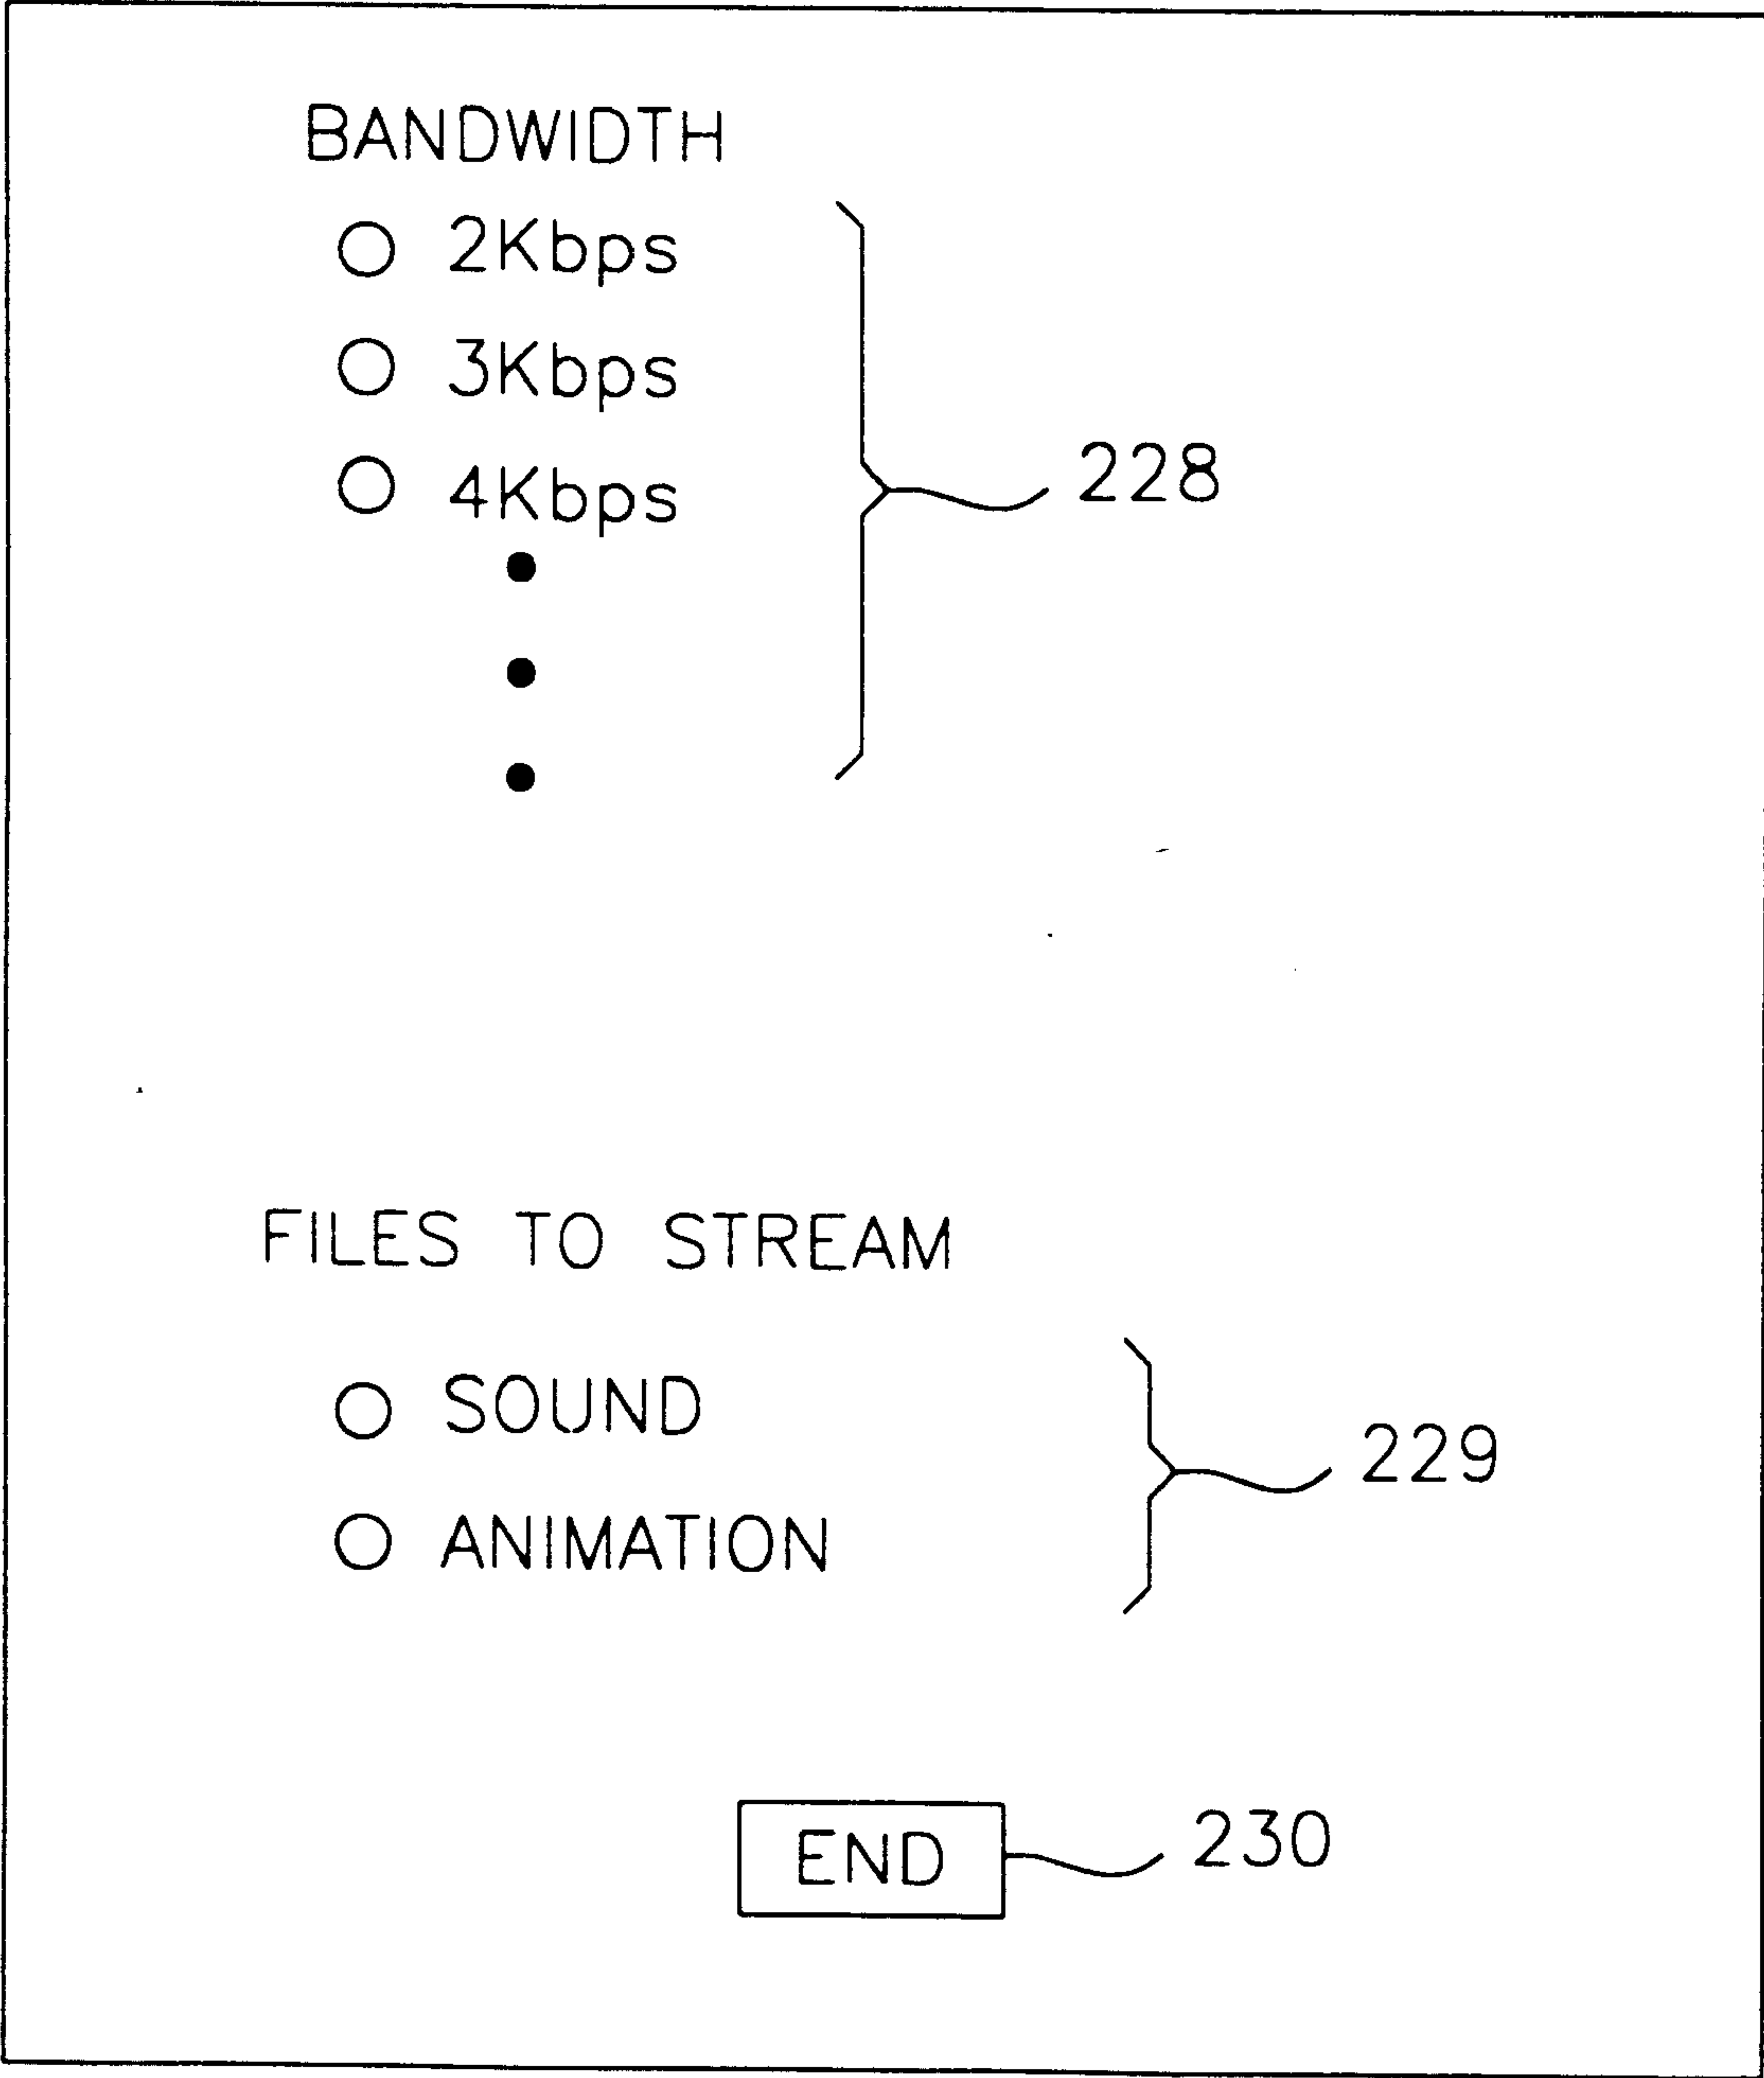 BANDWIDTH
2Kbps
3Kbps
4Kbps
228
FILES TO STREAM
SOUND
ANIMATION
229
END
230